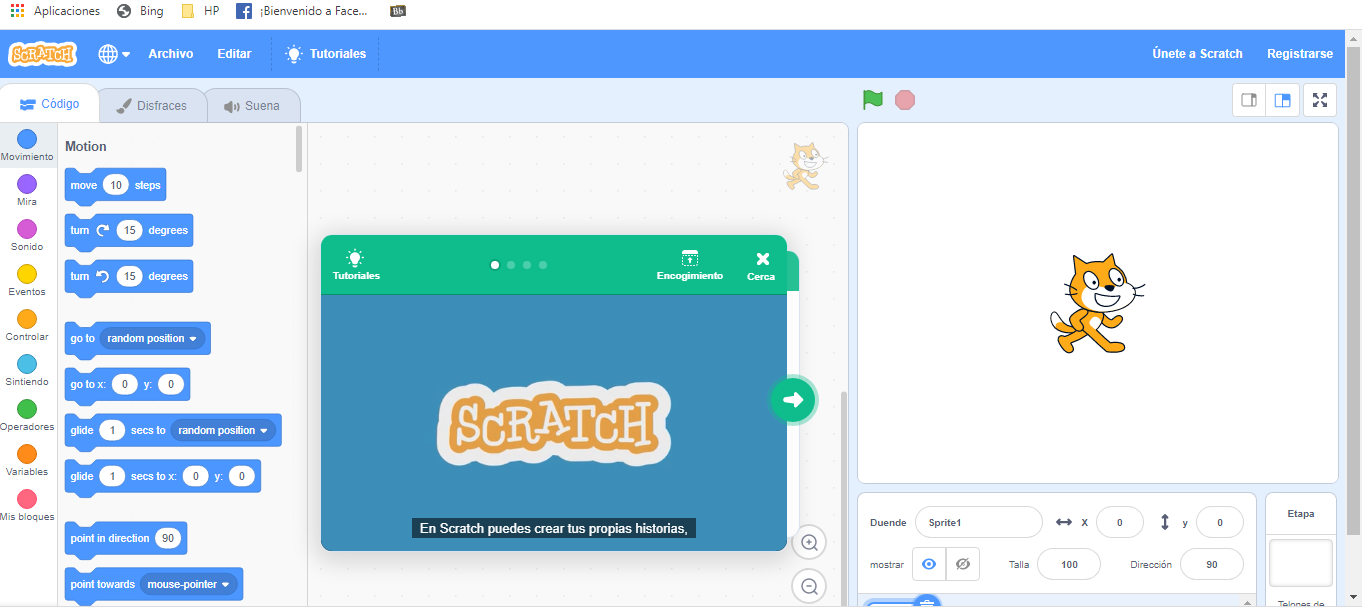 Aplicaciones Bing HP ¡Bienvenido a Face... Bb
SCRATCH Archivo Editar Tutoriales Únete a Scratch Registrarse
Código Disfraces Suena
Movimiento
Mira
Sonido
Eventos
Controlar
Sintiendo
Operadores
Variables
Mis bloques
Motion
move 10 steps
turn 15 degrees
turn 15 degrees
go to random position
go to x: 0 y: 0
glide 1 secs to random position
glide 1 secs to x: 0 y: 0
point in direction 90
point towards mouse-pointer
Tutoriales Encogimiento Cerca
SCRATCH
En Scratch puedes crear tus propias historias,
Duende Sprite1 X 0 y 0
mostrar Talla 100 Dirección 90
Etapa
Telones de